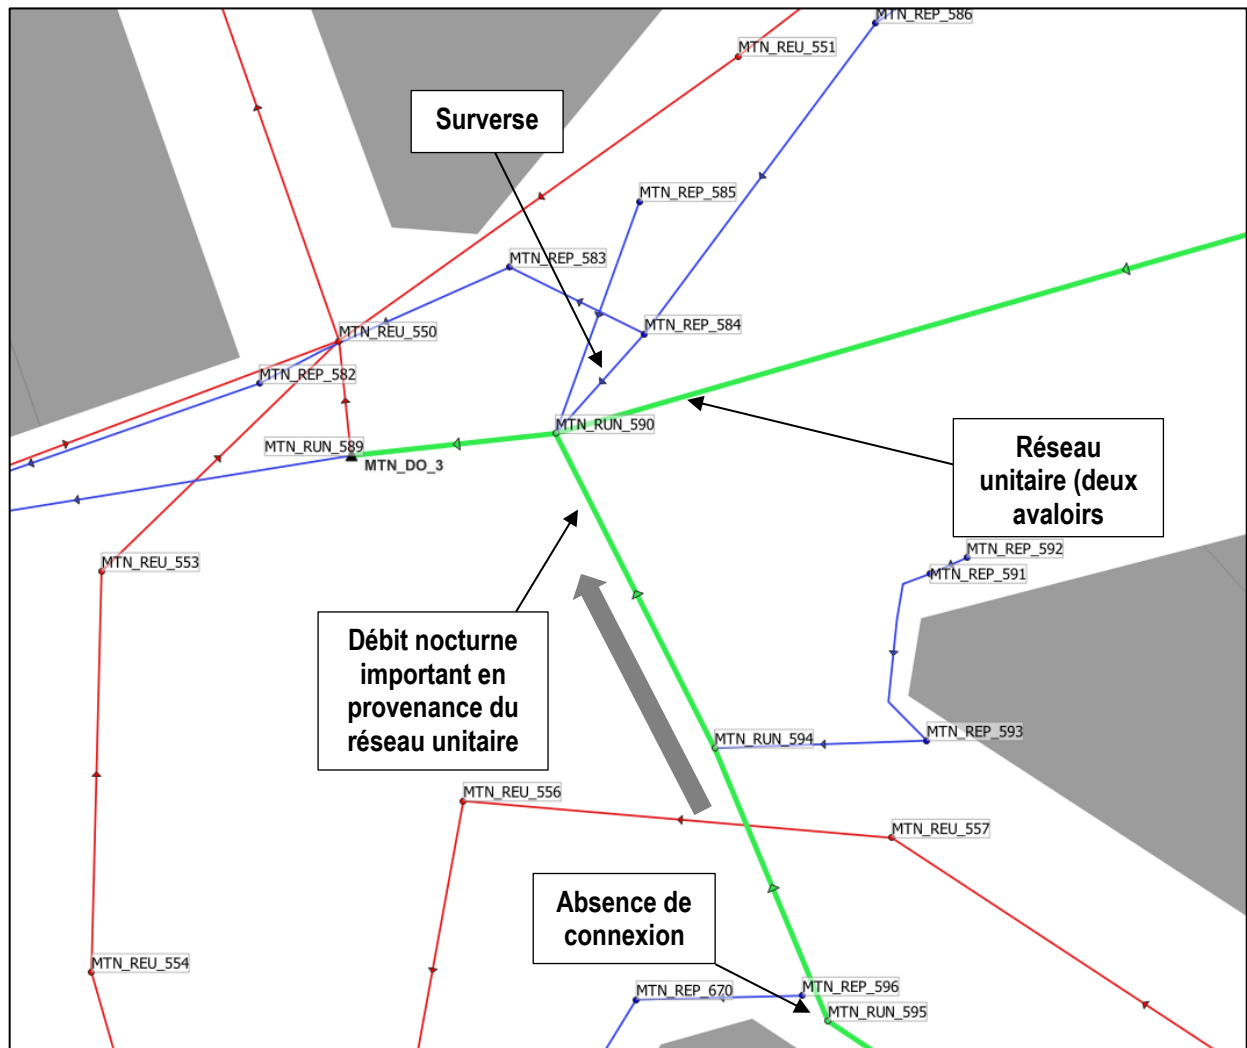 MTN_REP_586
MTN_REU_551
Surverse
MTN_REP_585
MTN_REP_583
MTN_REP_584
MTN_REU_550
MTN_REP_582
MTN_RUN_590
MTN_RUN_589
MTN_DO_3
Réseau
unitaire (deux
avaloirs
MTN_REU_553
MTN_REP_592
MTN_REP_591
Débit nocturne
important en
provenance du
réseau unitaire
MTN_RUN_594
MTN_REP_593
MTN_REU_556
MTN_REU_557
Absence de
connexion
MTN_REU_554
MTN_REP_670
MTN_REP_596
MTN_RUN_595